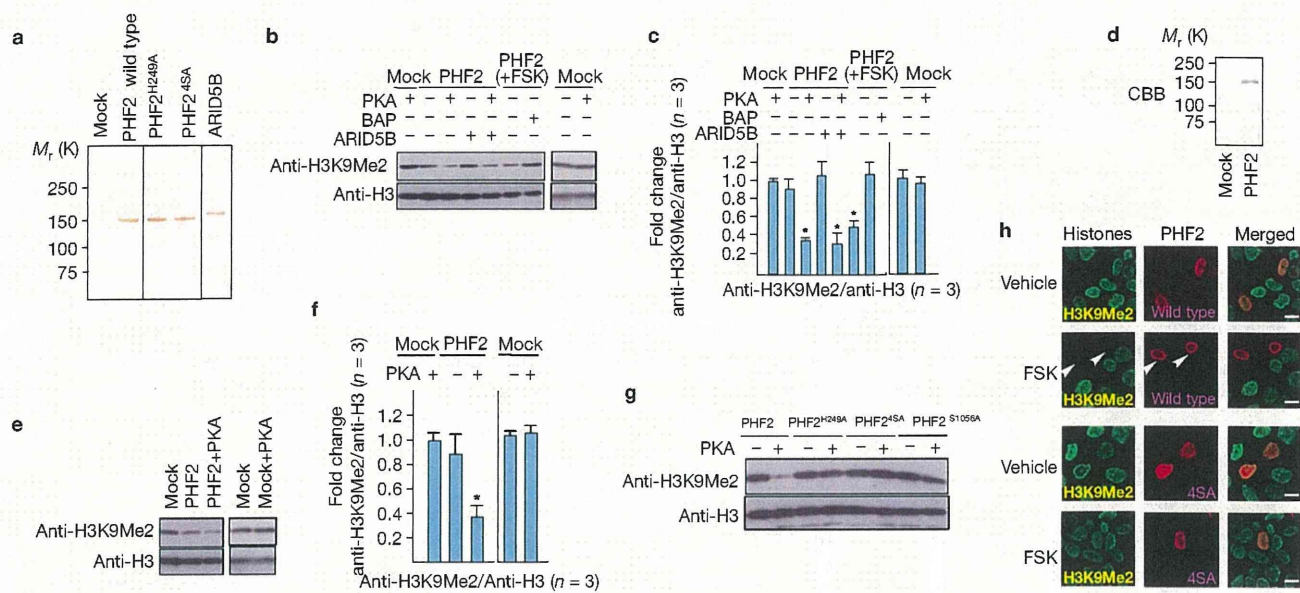 a
Mock
PHF2 wild type
PHF2H249A
PHF24SA
ARID5B
Mr (K)
250
150
100
75
b
PHF2
Mock PHF2 (+FSK) Mock
PKA + – + – + – – – +
BAP – – – – – – +
ARID5B – – – + + – –
Anti-H3K9Me2
Anti-H3
c
PHF2
Mock PHF2 (+FSK) Mock
PKA + – + – + – – – +
BAP – – – – – – +
ARID5B – – – + + – –
Fold change
anti-H3K9Me2/anti-H3 (n = 3)
1.2
1.0
0.8
0.6
0.4
0.2
* * *
Anti-H3K9Me2/anti-H3 (n = 3)
d
Mr (K)
250
150
100
75
CBB
Mock
PHF2
e
Mock
PHF2
PHF2+PKA
Mock
Mock+PKA
Anti-H3K9Me2
Anti-H3
f
Mock PHF2 Mock
PKA + – + – +
Fold change
anti-H3K9Me2/anti-H3 (n = 3)
1.2
1.0
0.8
0.6
0.4
0.2
*
Anti-H3K9Me2/Anti-H3 (n = 3)
g
PHF2 PHF2H249A PHF24SA PHF2S1056A
PKA – + – + – + – +
Anti-H3K9Me2
Anti-H3
h
Histones PHF2 Merged
Vehicle
H3K9Me2 Wild type
FSK
H3K9Me2 Wild type
Vehicle
H3K9Me2 4SA
FSK
H3K9Me2 4SA